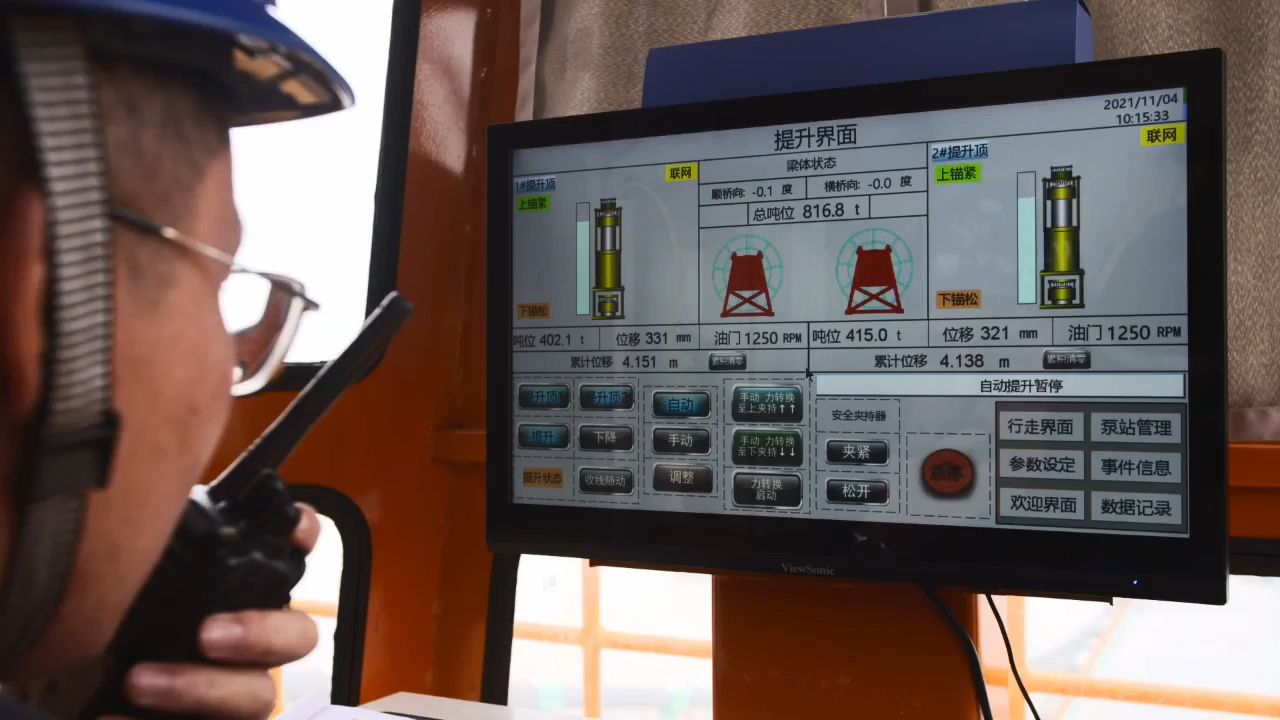 2021/11/04
10:15:33
提升界面
联网
1#提升顶
联网
上锚紧
下锚松
梁体状态
顺桥向: -0.1 度
横桥向: -0.0 度
总吨位 816.8 t
2#提升顶
上锚紧
下锚松
吨位 402.1 t
位移 331 mm
油门 1250 RPM
吨位 415.0 t
位移 321 mm
油门 1250 RPM
累计位移 4.151 m
累积清零
累计位移 4.138 m
累积清零
自动提升暂停
提升
提升状态
下降
收线随动
自动
手动
调整
手动 力转换
至上夹持↑↑
手动 力转换
至下夹持↓↓
力转换
启动
安全夹持器
夹紧
松开
急停
行走界面
泵站管理
参数设定
事件信息
欢迎界面
数据记录
ViewSonic